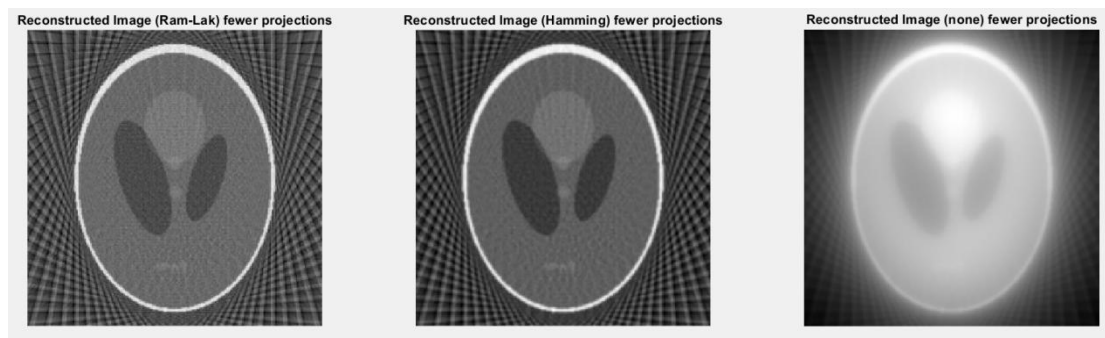 Reconstructed Image (Ram-Lak) fewer projections
Reconstructed Image (Hamming) fewer projections
Reconstructed Image (none) fewer projections